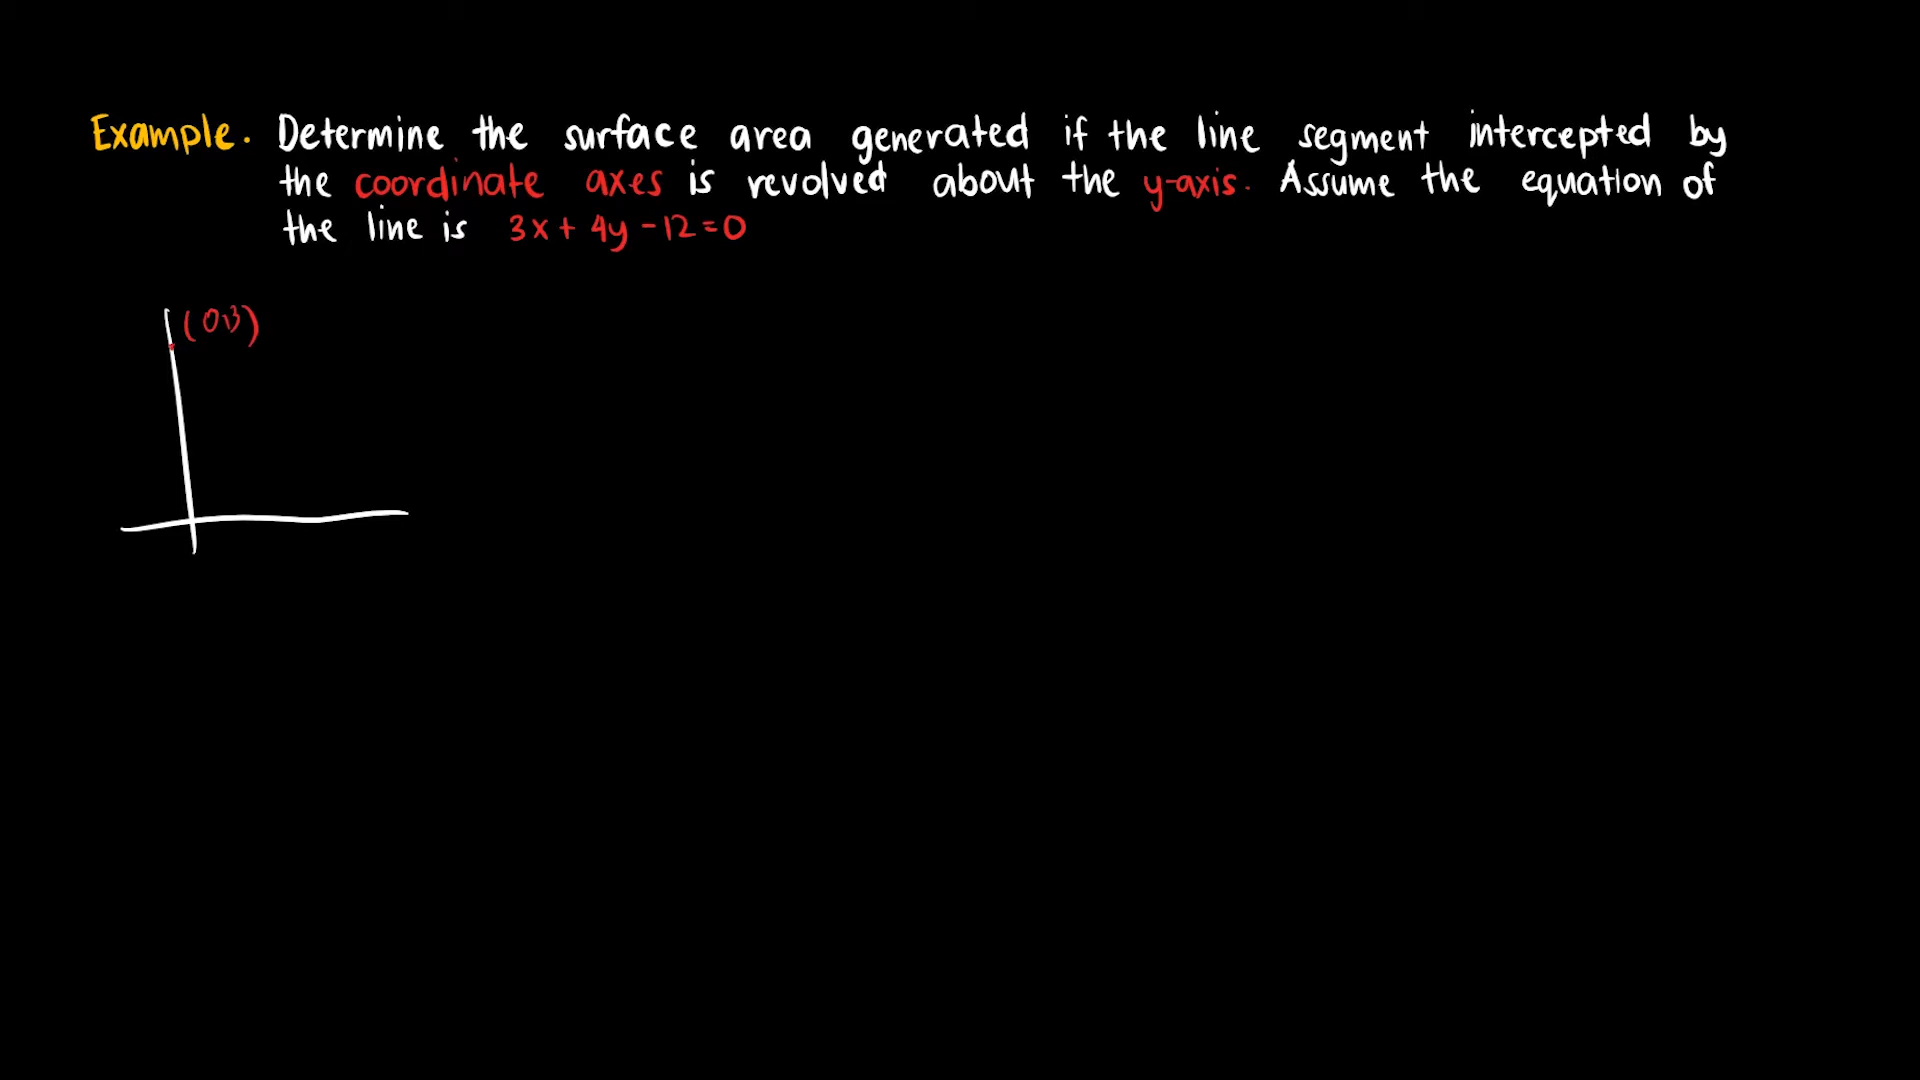 Example. Determine the surface area generated if the line segment intercepted by
the coordinate axes is revolved about the y-axis. Assume the equation of
the line is 3x + 4y - 12 = 0
(0,3)